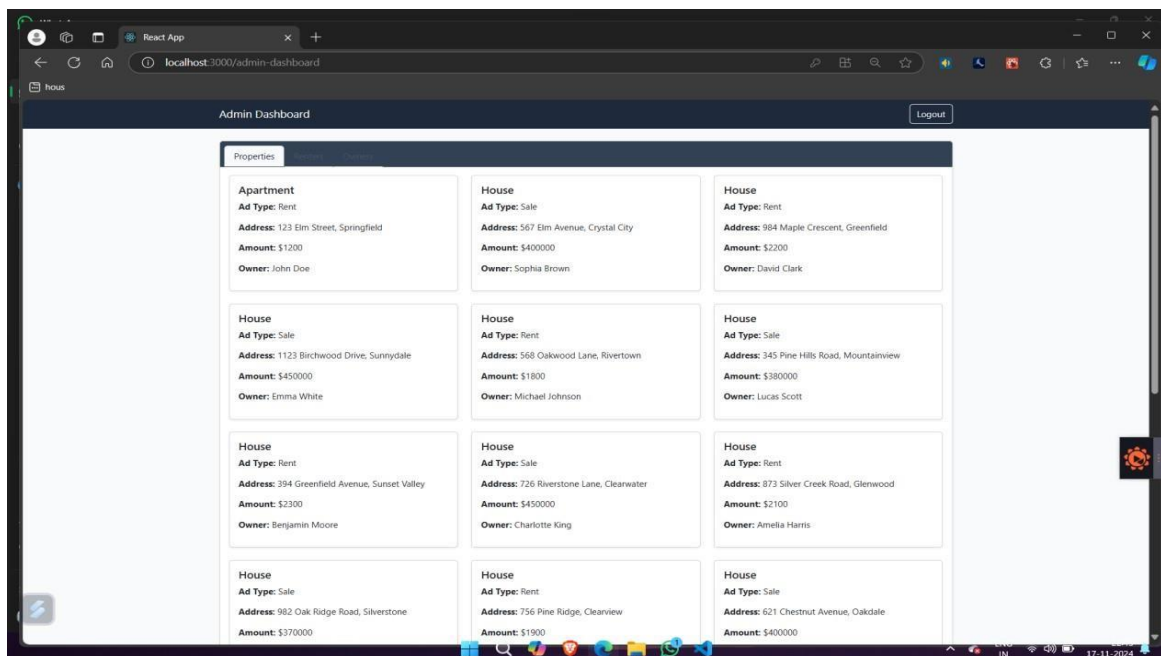 React App
localhost:3000/admin-dashboard
hous
Admin Dashboard
Logout
Properties
Apartment
Ad Type: Rent
Address: 123 Elm Street, Springfield
Amount: $1200
Owner: John Doe
House
Ad Type: Sale
Address: 567 Elm Avenue, Crystal City
Amount: $400000
Owner: Sophia Brown
House
Ad Type: Rent
Address: 984 Maple Crescent, Greenfield
Amount: $2200
Owner: David Clark
House
Ad Type: Sale
Address: 1123 Birchwood Drive, Sunnydale
Amount: $450000
Owner: Emma White
House
Ad Type: Rent
Address: 568 Oakwood Lane, Rivertown
Amount: $1800
Owner: Michael Johnson
House
Ad Type: Sale
Address: 345 Pine Hills Road, Mountainview
Amount: $380000
Owner: Lucas Scott
House
Ad Type: Rent
Address: 394 Greenfield Avenue, Sunset Valley
Amount: $2300
Owner: Benjamin Moore
House
Ad Type: Sale
Address: 726 Riverstone Lane, Clearwater
Amount: $450000
Owner: Charlotte King
House
Ad Type: Rent
Address: 873 Silver Creek Road, Glenwood
Amount: $2100
Owner: Amelia Harris
House
Ad Type: Sale
Address: 982 Oak Ridge Road, Silverstone
Amount: $370000
House
Ad Type: Rent
Address: 756 Pine Ridge, Clearview
Amount: $1900
House
Ad Type: Sale
Address: 621 Chestnut Avenue, Oakdale
Amount: $400000
IN
17-11-2024